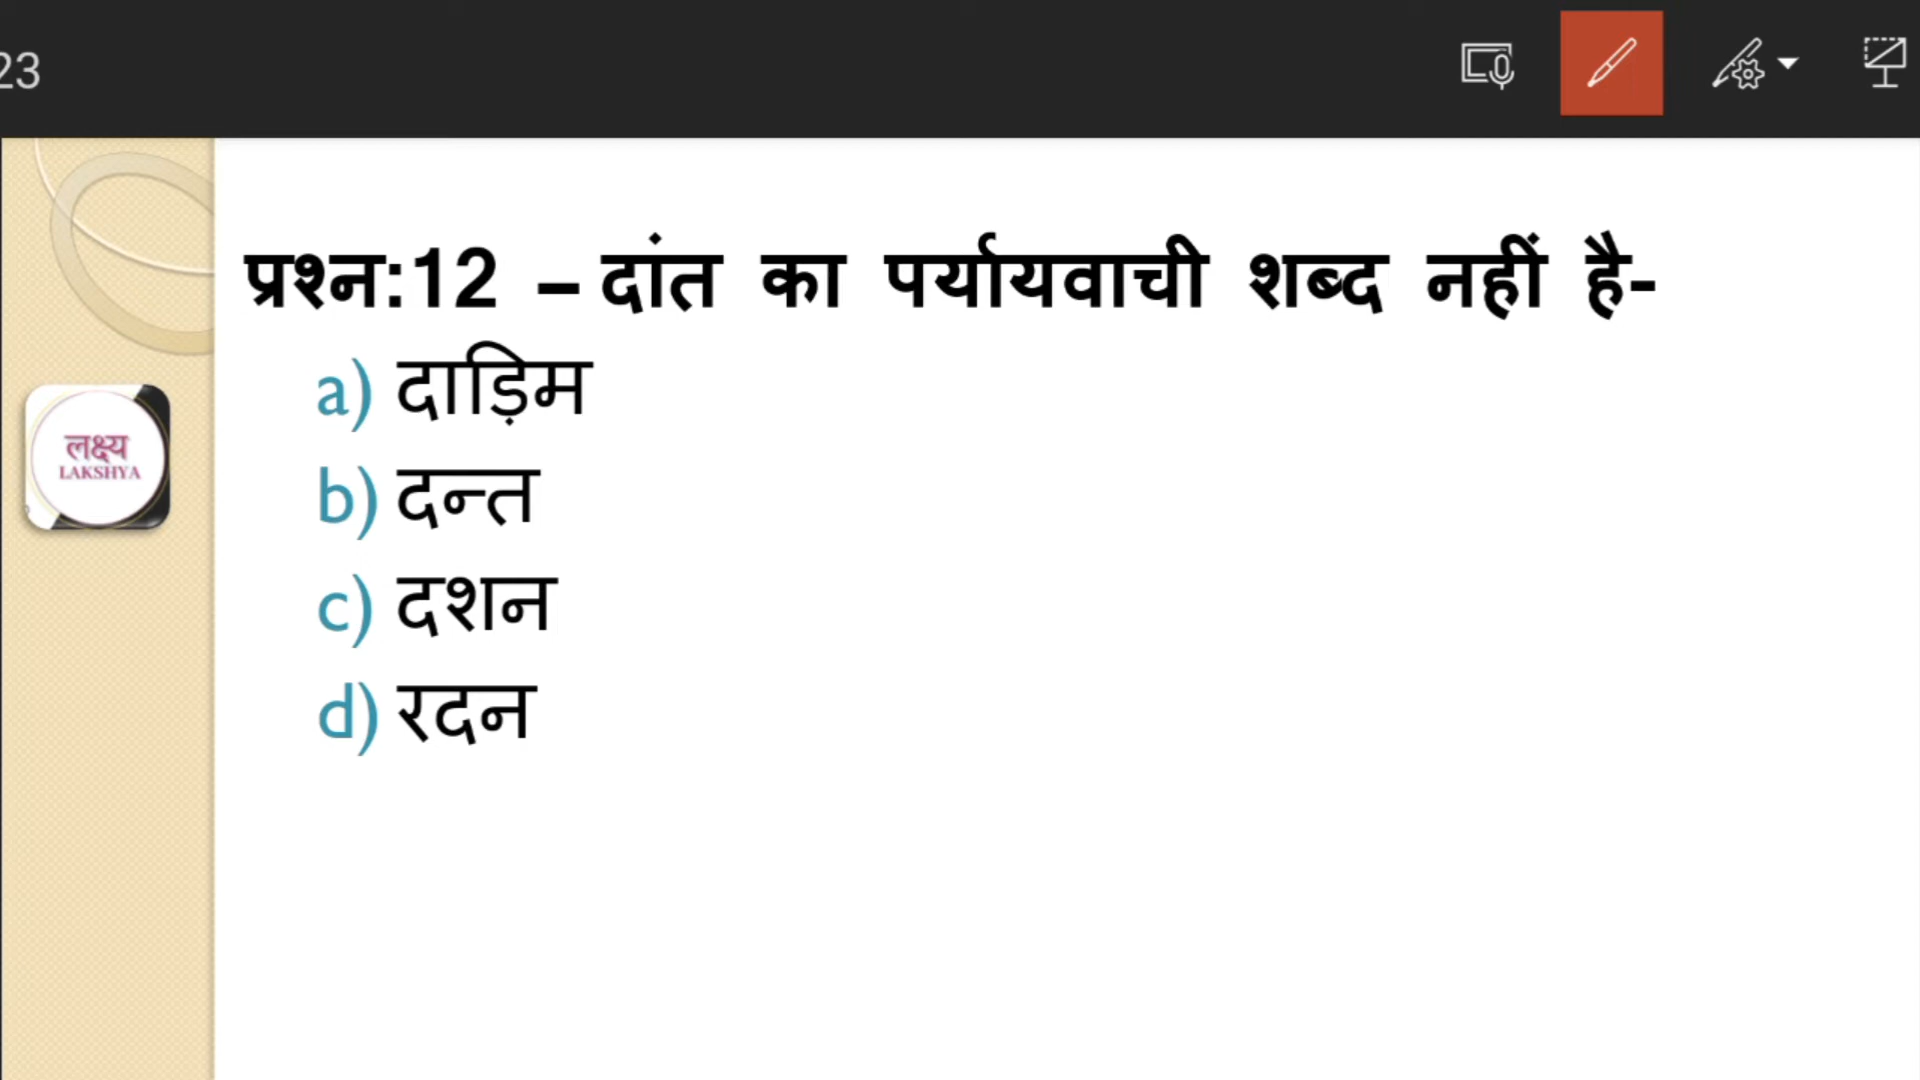 23
प्रश्न:12 – दांत का पर्यायवाची शब्द नहीं है-
a) दाड़िम
लक्ष्य
LAKSHYA
b) दन्त
c) दशन
d) रदन